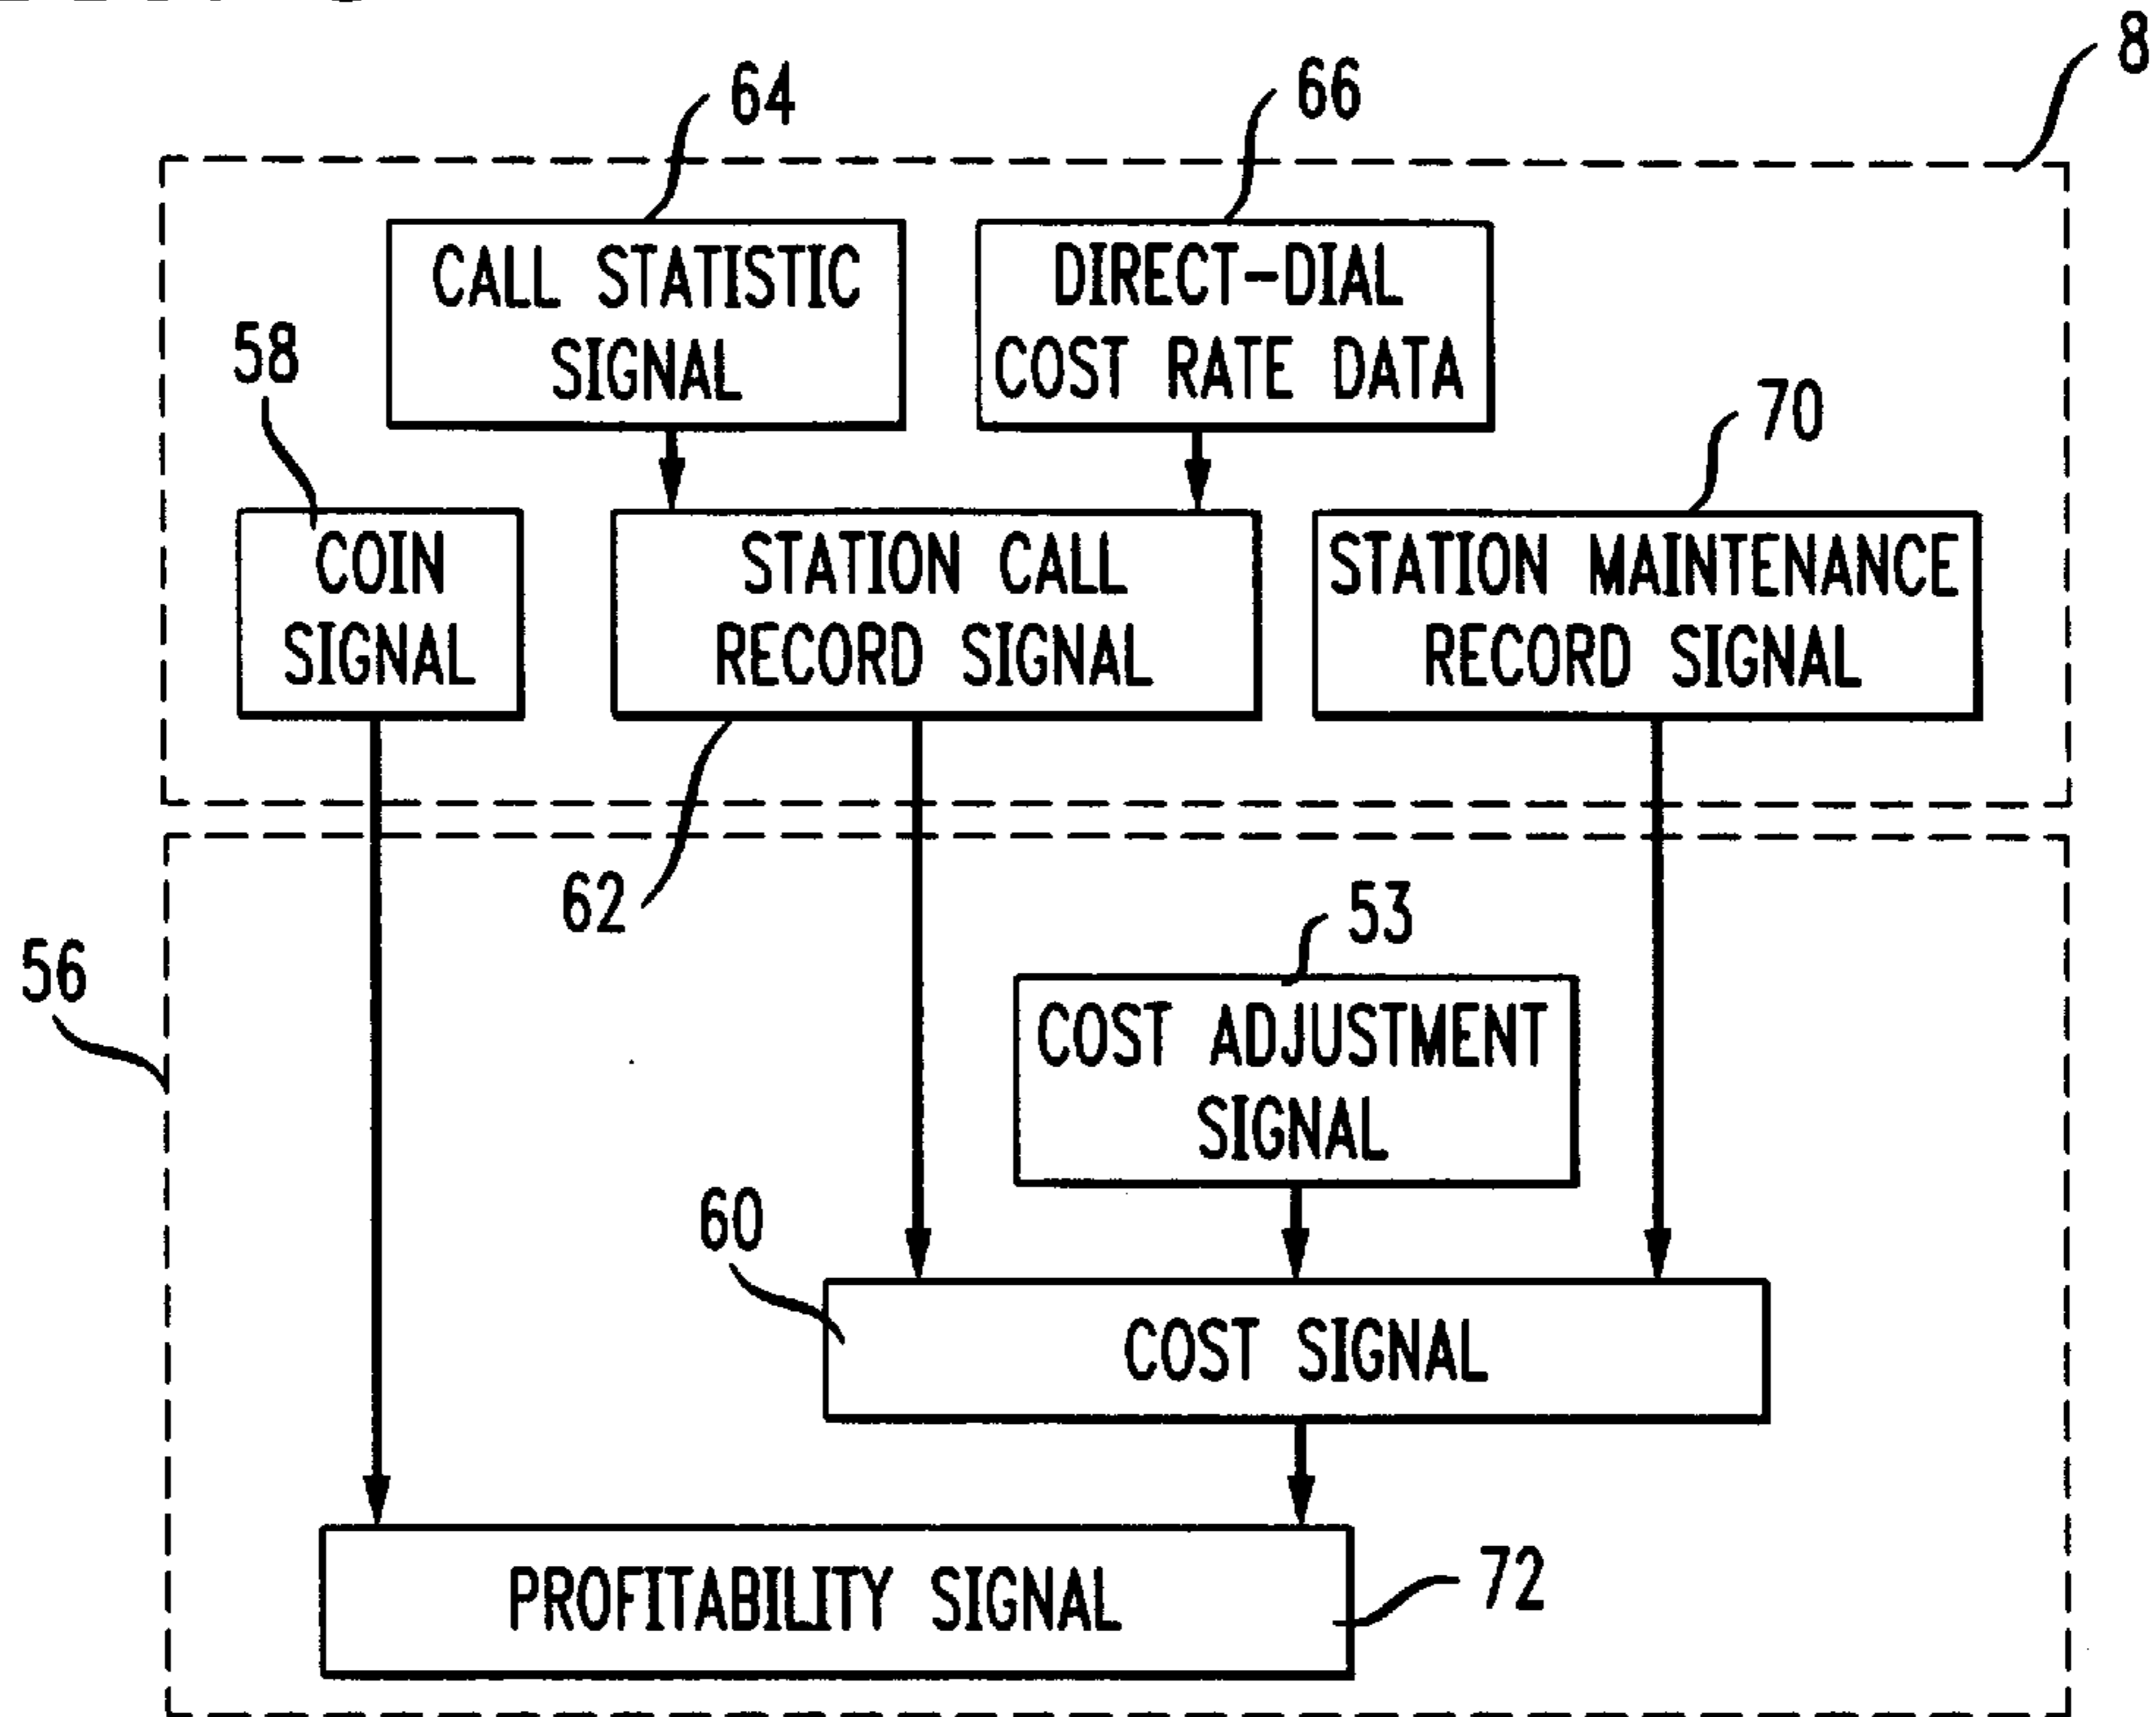 8
64
66
CALL STATISTIC
SIGNAL
DIRECT-DIAL
COST RATE DATA
58
70
COIN
SIGNAL
STATION CALL
RECORD SIGNAL
STATION MAINTENANCE
RECORD SIGNAL
62
53
56
COST ADJUSTMENT
SIGNAL
60
COST SIGNAL
PROFITABILITY SIGNAL
72